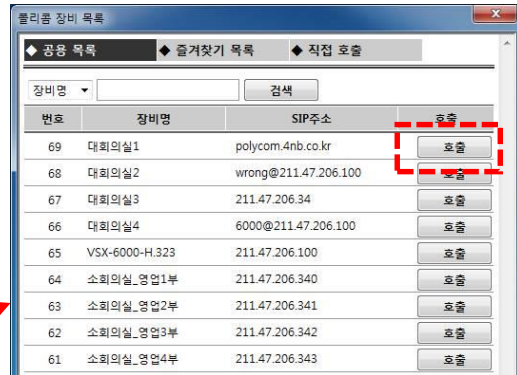 폴리콤 장비 목록
x
◆ 공용 목록 ◆ 즐겨찾기 목록 ◆ 직접 호출
장비명 검색
번호 장비명 SIP주소 호출
69 대회의실1 polycom.4nb.co.kr 호출
68 대회의실2 wrong@211.47.206.100 호출
67 대회의실3 211.47.206.34 호출
66 대회의실4 6000@211.47.206.100 호출
65 VSX-6000-H.323 211.47.206.100 호출
64 소회의실_영업1부 211.47.206.340 호출
63 소회의실_영업2부 211.47.206.341 호출
62 소회의실_영업3부 211.47.206.342 호출
61 소회의실_영업4부 211.47.206.343 호출